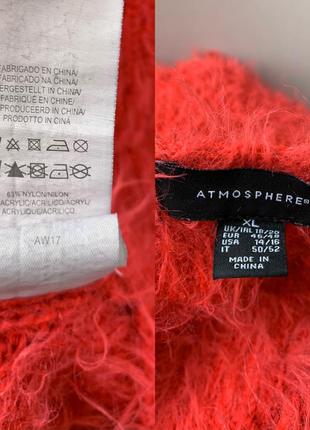 FABRICADO EN CHINA/
FABRICADO NA CHINA/
ERGESTELLT IN CHINA/
FABRIQUÉ EN CHINE/
PRODUCEERD IN CHINA/
PRODOTTO IN CINA
63% NYLON/NILON
ACRYLIC/ACRÍLICO/ACRILICO
ACRYLIQUE/ACRILICO
AW17
ATMOSPHERE®
XL
UK/IRL 18/20
EUR 46/48
USA 14/16
IT 50/52
MADE IN
CHINA